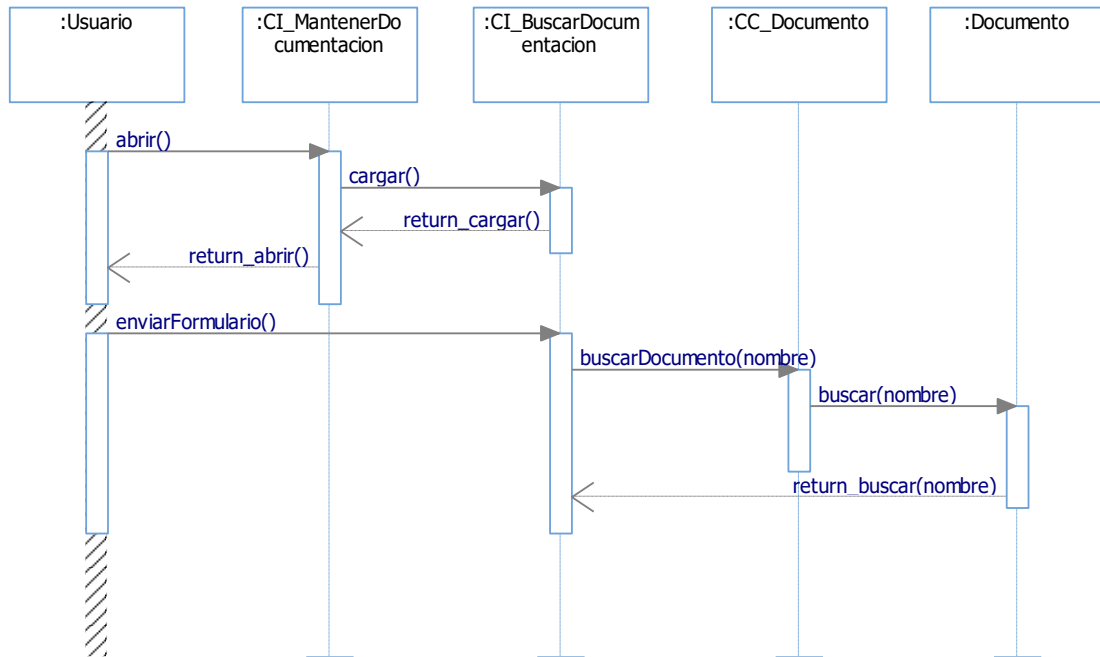 :Usuario
:CI_MantenerDo
cumentacion
:CI_BuscarDocum
entacion
:CC_Documento
:Documento
abrir()
cargar()
return_cargar()
return_abrir()
enviarFormulario()
buscarDocumento(nombre)
buscar(nombre)
return_buscar(nombre)